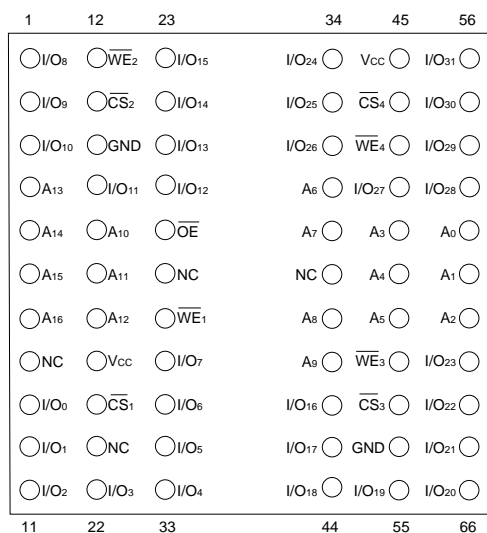 1 12 23 34 45 56
I/O8 WE2 I/O15 I/O24 VCC I/O31
I/O9 CS2 I/O14 I/O25 CS4 I/O30
I/O10 GND I/O13 I/O26 WE4 I/O29
A13 I/O11 I/O12 A6 I/O27 I/O28
A14 A10 OE A7 A3 A0
A15 A11 NC NC A4 A1
A16 A12 WE1 A8 A5 A2
NC VCC I/O7 A9 WE3 I/O23
I/O0 CS1 I/O6 I/O16 CS3 I/O22
I/O1 NC I/O5 I/O17 GND I/O21
I/O2 I/O3 I/O4 I/O18 I/O19 I/O20
11 22 33 44 55 66